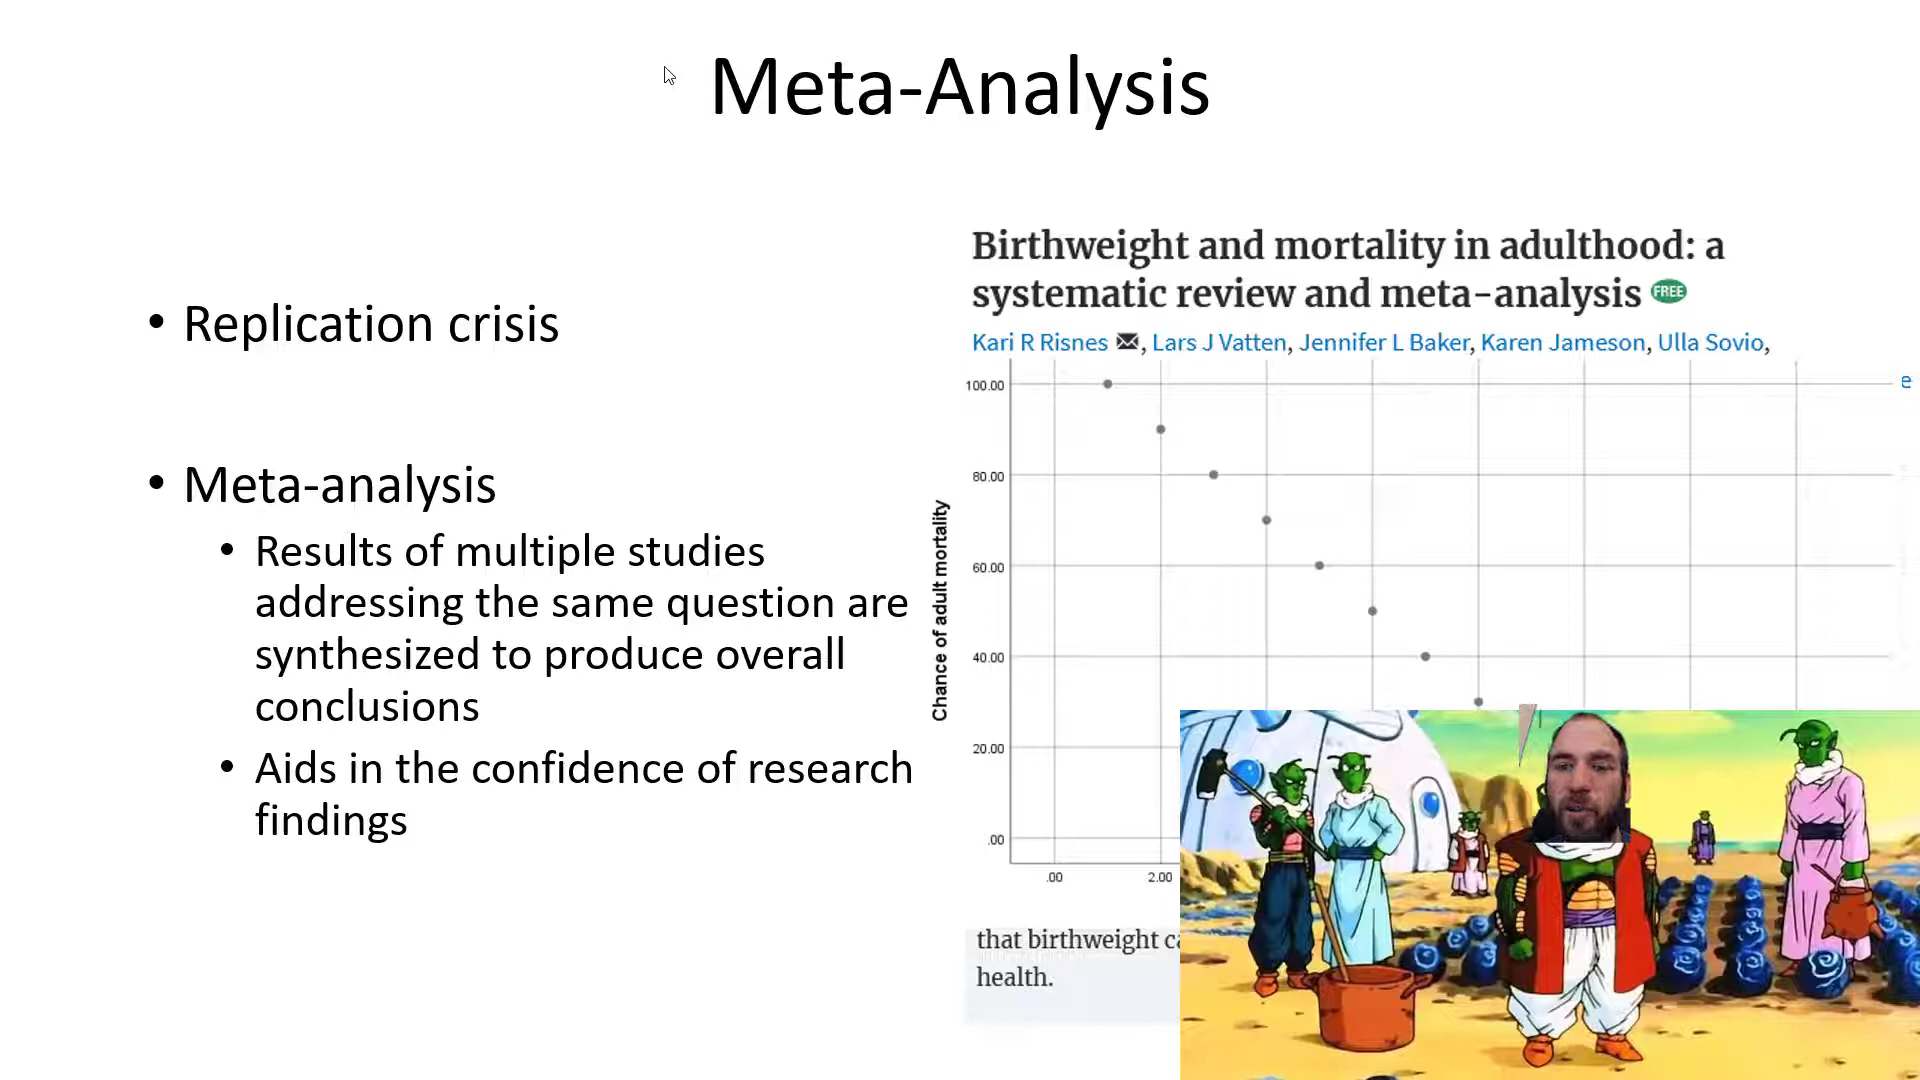 Meta-Analysis
• Replication crisis
• Meta-analysis
• Results of multiple studies
addressing the same question are
synthesized to produce overall
conclusions
• Aids in the confidence of research
findings
Birthweight and mortality in adulthood: a
systematic review and meta-analysis FREE
Kari R Risnes, Lars J Vatten, Jennifer L Baker, Karen Jameson, Ulla Sovio,
e
Chance of adult mortality
100.00
80.00
60.00
40.00
20.00
.00
.00 2.00
that birthweight
health.